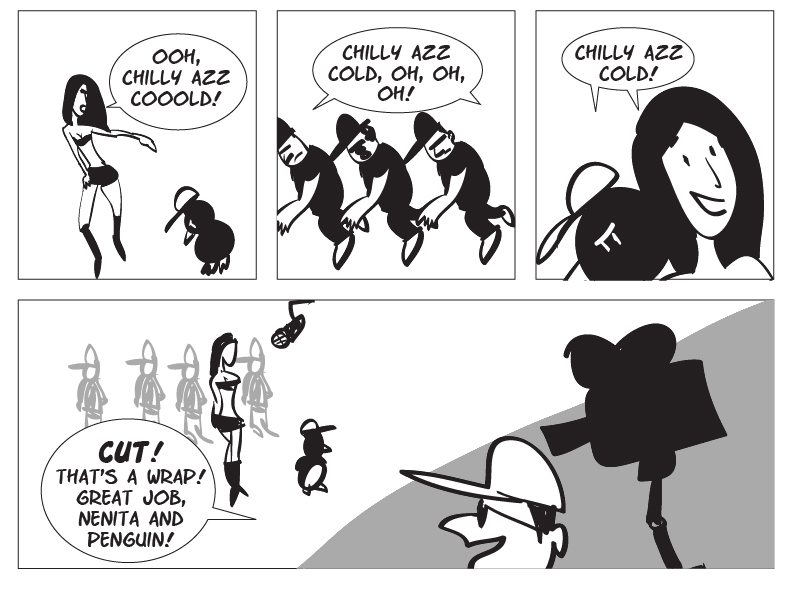 OOH,
CHILLY AZZ
COOOLD!
CHILLY AZZ
COLD, OH, OH,
OH!
CHILLY AZZ
COLD!
CUT!
THAT'S A WRAP!
GREAT JOB,
NENITA AND
PENGUIN!